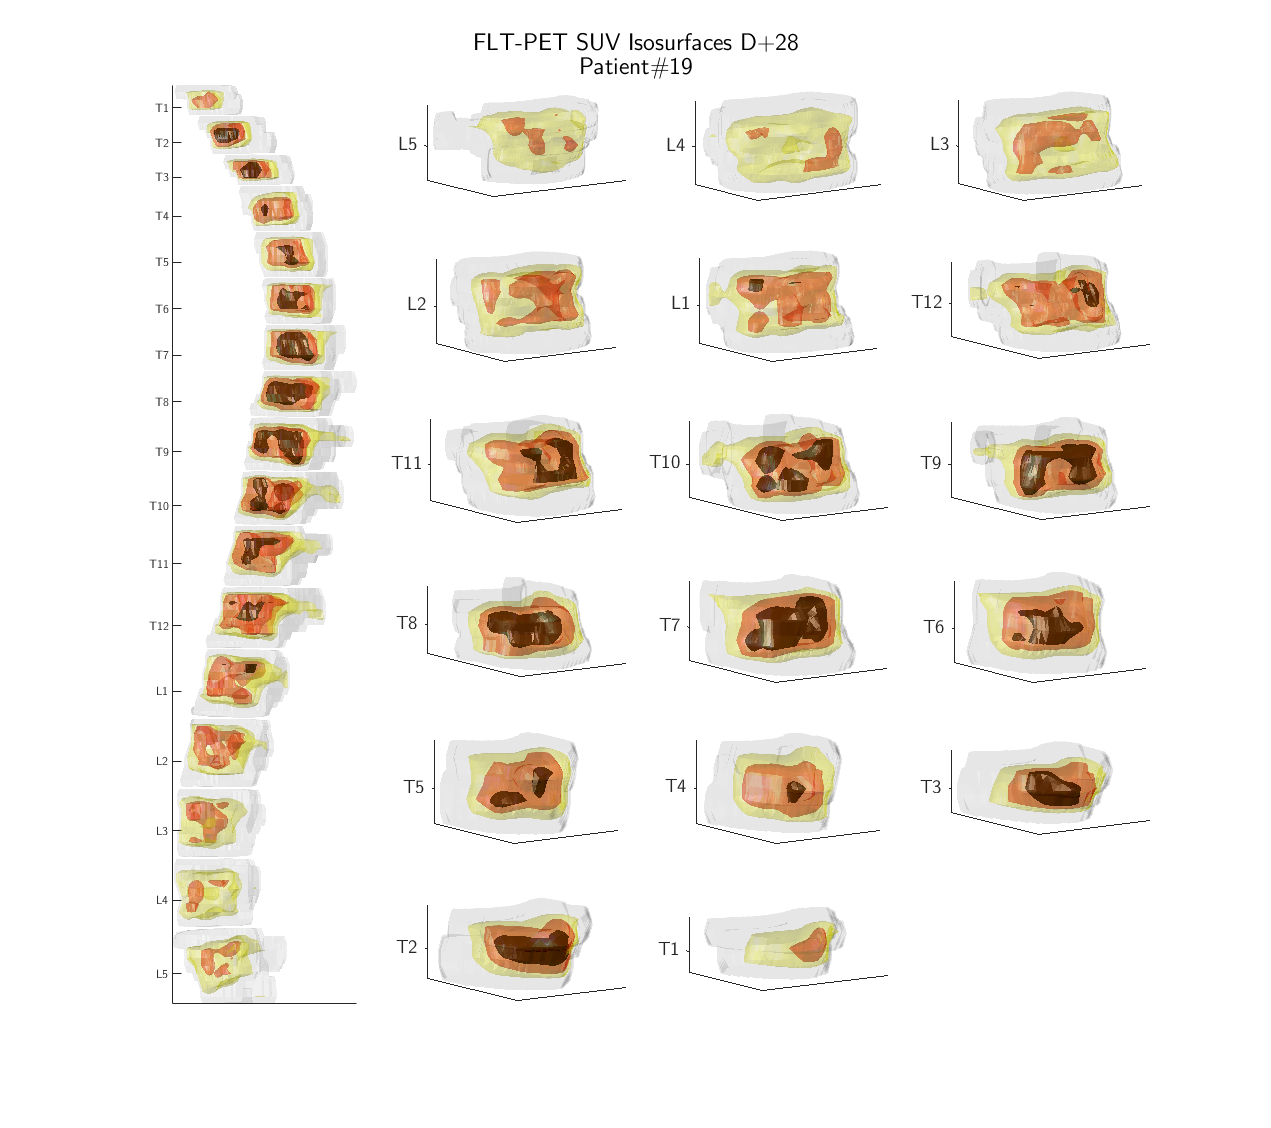 FLT-PET SUV Isosurfaces D+28
Patient#19
T1
T2
T3
T4
T5
T6
T7
T8
T9
T10
T11
T12
L1
L2
L3
L4
L5
L5
L4
L3
L2
L1
T12
T11
T10
T9
T8
T7
T6
T5
T4
T3
T2
T1